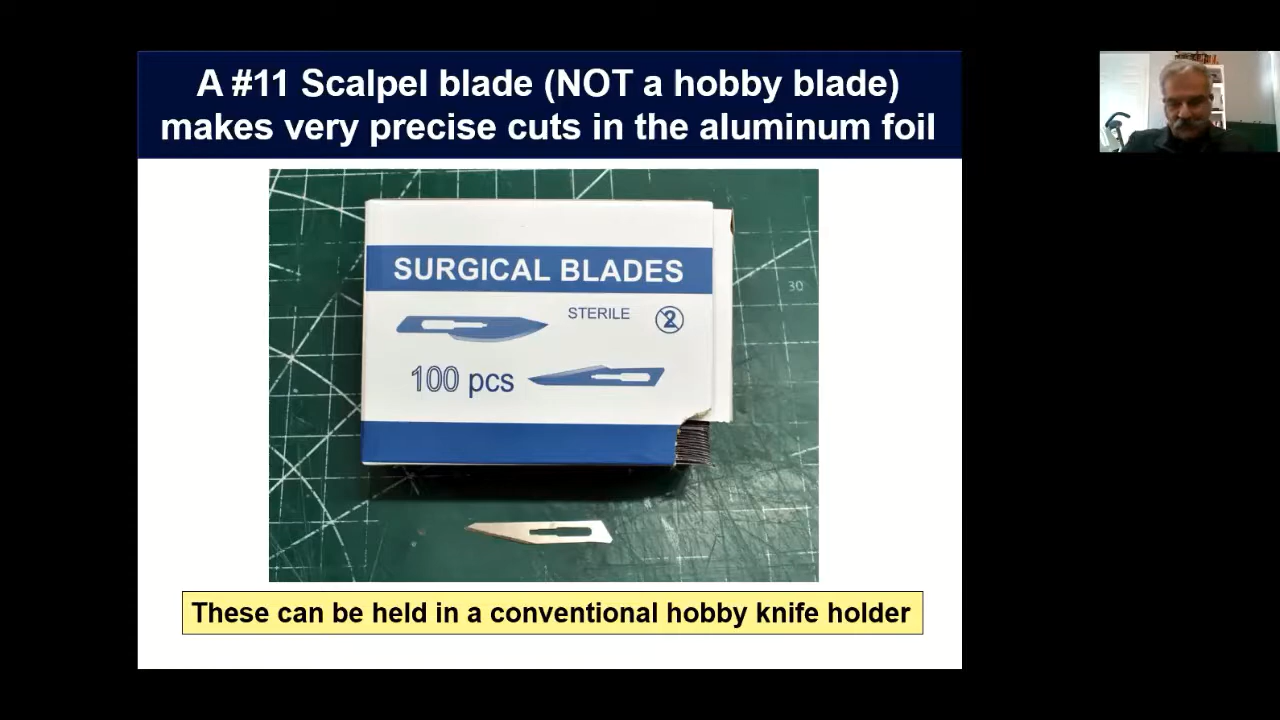 A #11 Scalpel blade (NOT a hobby blade)
makes very precise cuts in the aluminum foil
SURGICAL BLADES
STERILE
2
100 pcs
30
These can be held in a conventional hobby knife holder